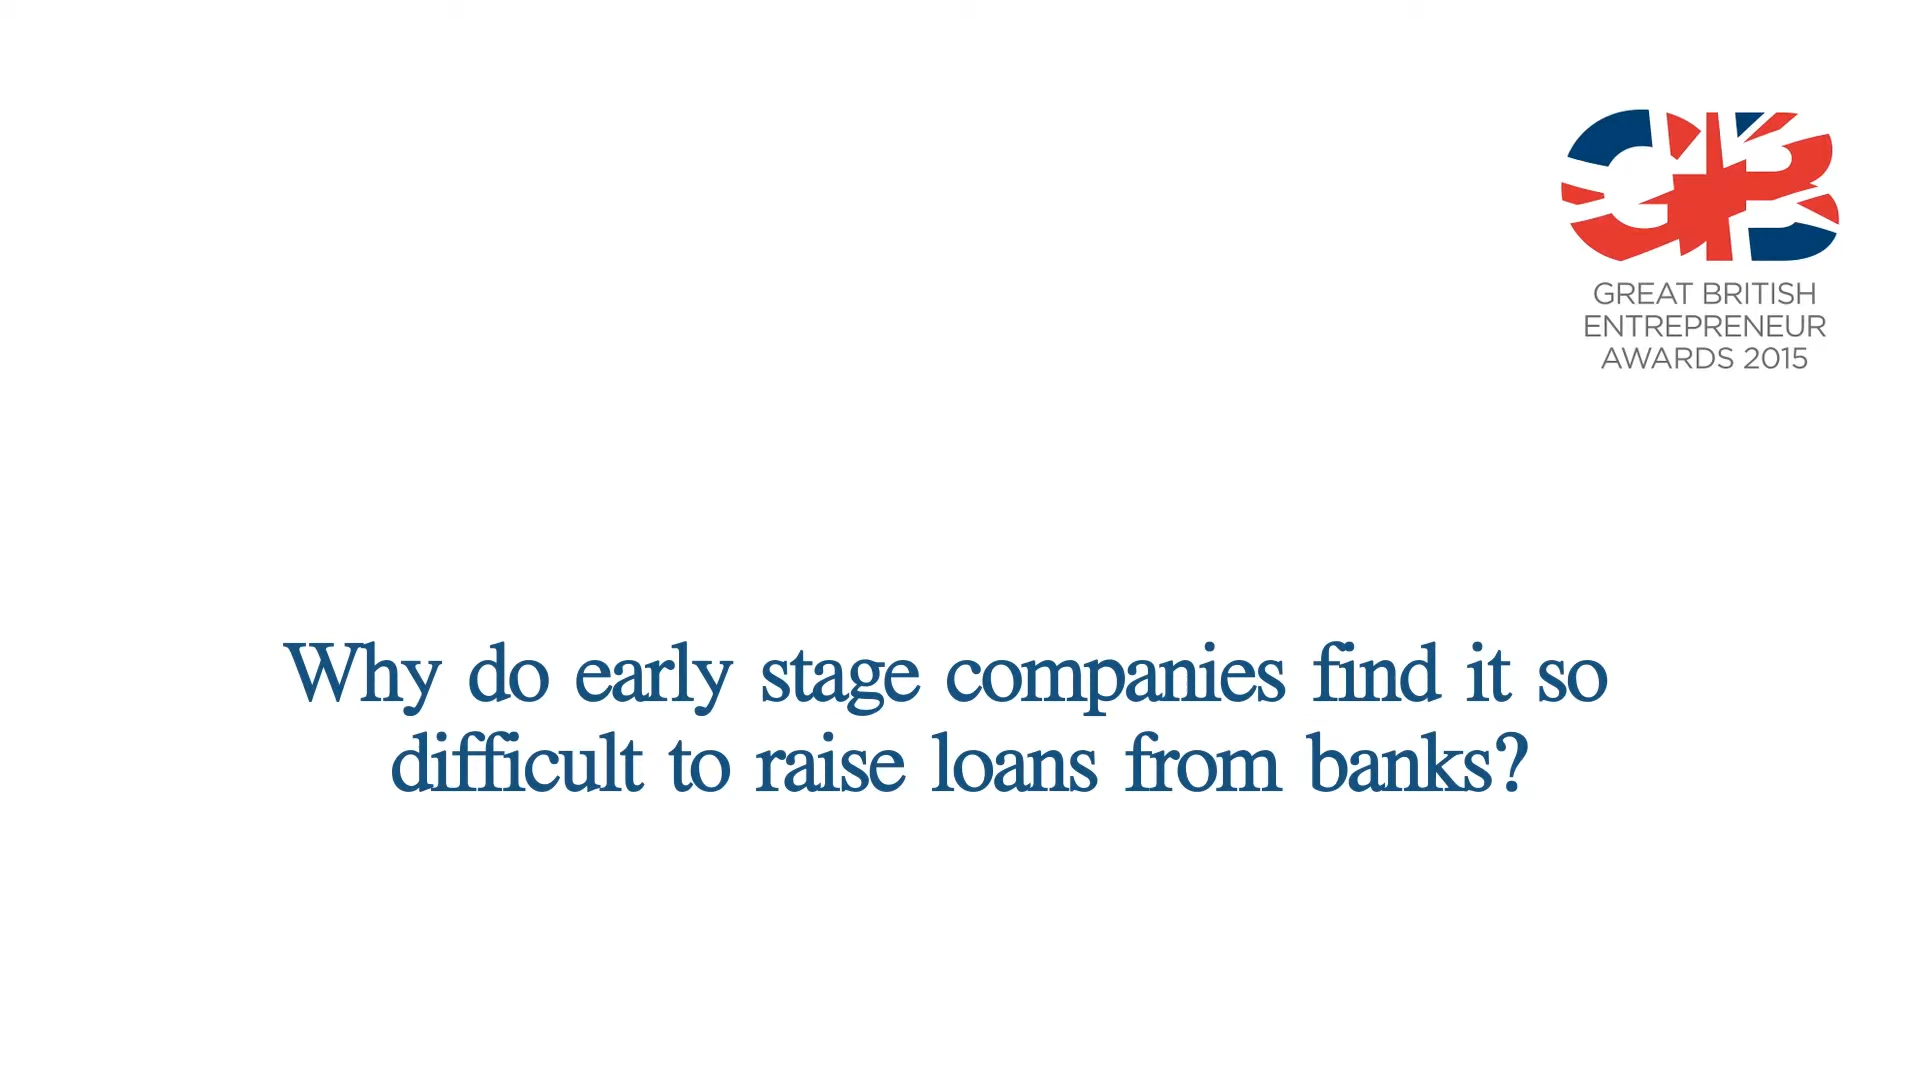 GB
GREAT BRITISH
ENTREPRENEUR
AWARDS 2015
Why do early stage companies find it so
difficult to raise loans from banks?